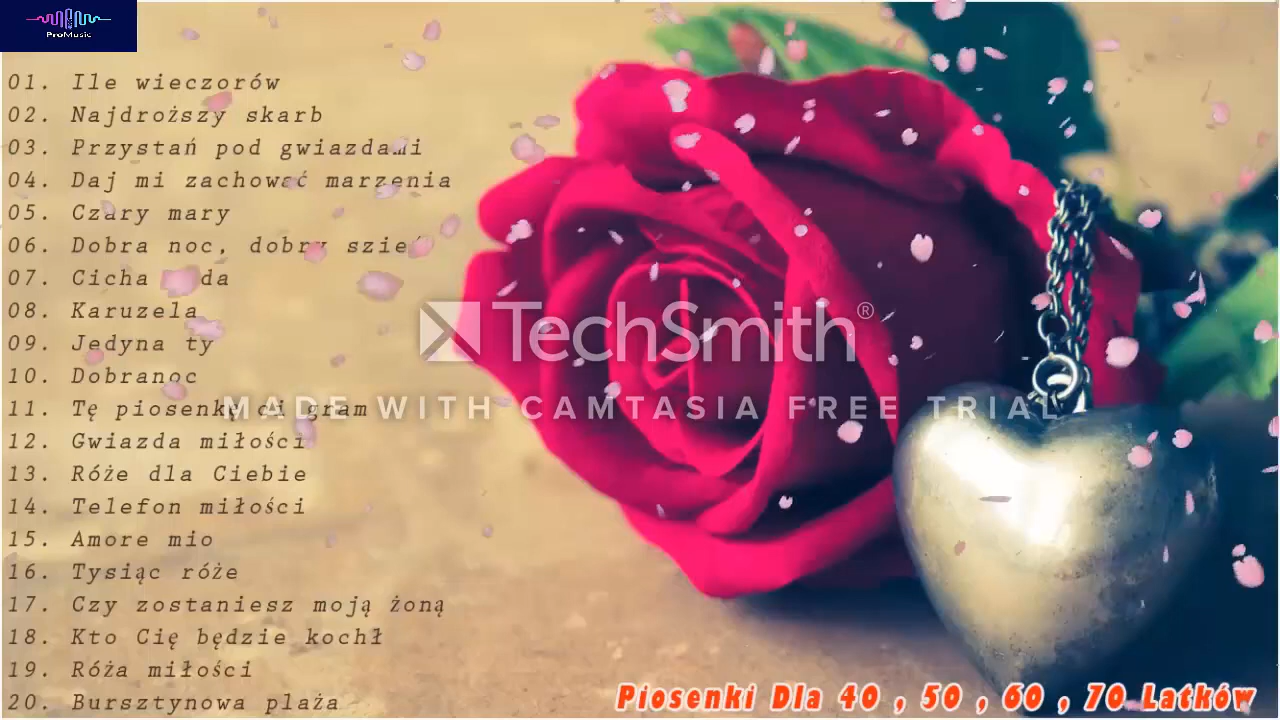 ProMusic
01. Ile wieczorów
02. Najdroższy skarb
03. Przystań pod gwiazdami
04. Daj mi zachować marzenia
05. Czary mary
06. Dobra noc, dobry
07. Cicha
08. Karuzela
09. Jedyna ty
10. Dobranoc
11. Tę piosenkę ci gram
12. Gwiazda miłości
13. Róże dla Ciebie
14. Telefon miłości
15. Amore mio
16. Tysiąc róże
17. Czy zostaniesz moją żoną
18. Kto Cię będzie kochł
19. Róża miłości
20. Bursztynowa plaża
TechSmith®
MADE WITH CAMTASIA FREE TRIAL
Piosenki Dla 40 , 50 , 60 , 70 Latków